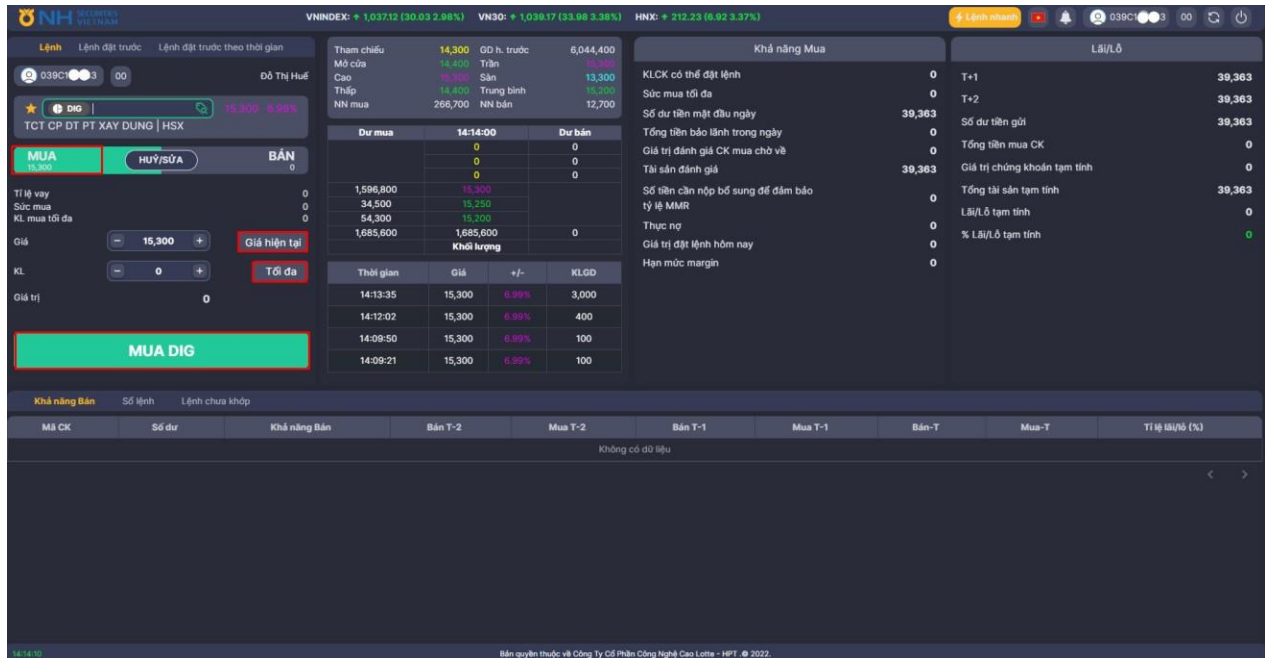 NH SECURITIES VIETNAM
VNINDEX: ↑ 1,037.12 (30.03 2.98%) VN30: ↑ 1,039.17 (33.98 3.38%) HNX: ↑ 212.23 (6.92 3.37%)
Lệnh nhanh
039C1 3 00
Lệnh Lệnh đặt trước Lệnh đặt trước theo thời gian
039C1 3 00 Đỗ Thị Huế
DIG 15,300 6.99%
TCT CP DT PT XAY DUNG | HSX
MUA HUỶ/SỬA BÁN
15,300 0
Tỉ lệ vay 0
Sức mua 0
KL mua tối đa 0
Giá − 15,300 + Giá hiện tại
KL − 0 + Tối đa
Giá trị 0
MUA DIG
Tham chiếu 14,300 GD h. trước 6,044,400
Mở cửa 14,400 Trần 15,300
Cao 15,300 Sàn 13,300
Thấp 14,400 Trung bình 15,200
NN mua 266,700 NN bán 12,700
Dư mua 14:14:00 Dư bán
0 0
0 0
0 0
1,596,800 15,300
34,500 15,250
54,300 15,200
1,685,600 1,685,600 0
Khối lượng
Thời gian Giá +/- KLGD
14:13:35 15,300 6.99% 3,000
14:12:02 15,300 6.99% 400
14:09:50 15,300 6.99% 100
14:09:21 15,300 6.99% 100
Khả năng Mua
KLCK có thể đặt lệnh 0
Sức mua tối đa 0
Số dư tiền mặt đầu ngày 39,363
Tổng tiền bảo lãnh trong ngày 0
Giá trị đánh giá CK mua chờ về 0
Tài sản đánh giá 39,363
Số tiền cần nộp bổ sung để đảm bảo
tỷ lệ MMR 0
Thực nợ 0
Giá trị đặt lệnh hôm nay 0
Hạn mức margin 0
Lãi/Lỗ
T+1 39,363
T+2 39,363
Số dư tiền gửi 39,363
Tổng tiền mua CK 0
Giá trị chứng khoán tạm tính 0
Tổng tài sản tạm tính 39,363
Lãi/Lỗ tạm tính 0
% Lãi/Lỗ tạm tính 0
Khả năng Bán Sổ lệnh Lệnh chưa khớp
Mã CK Số dư Khả năng Bán Bán T-2 Mua T-2 Bán T-1 Mua T-1 Bán-T Mua-T Tỉ lệ lãi/lỗ (%)
Không có dữ liệu
14:14:10
Bản quyền thuộc về Công Ty Cổ Phần Công Nghệ Cao Lotte - HPT .© 2022.